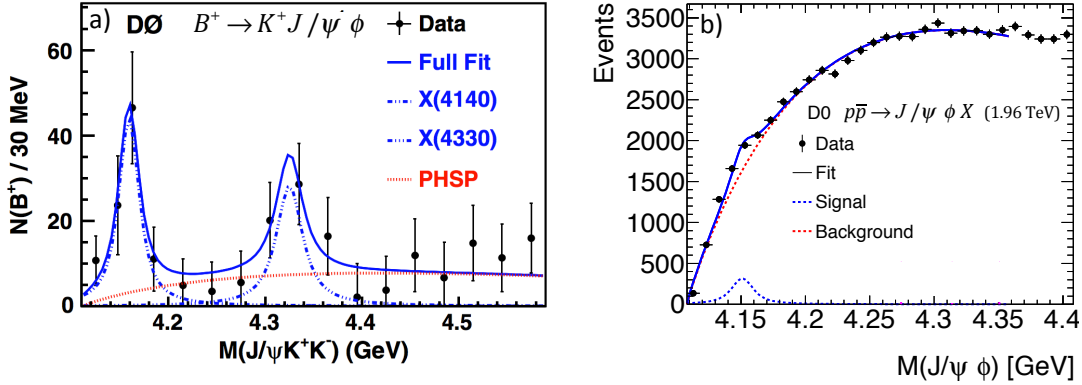 a) DØ B⁺ → K⁺ J/ψ φ
Data
Full Fit
X(4140)
X(4330)
PHSP
N(B⁺) / 30 MeV
60
40
20
0
4.2 4.3 4.4 4.5
M(J/ψK⁺K⁻) (GeV)
b)
Events
3500
3000
2500
2000
1500
1000
500
0
D0 pp̅ → J/ψ φ X (1.96 TeV)
Data
Fit
Signal
Background
4.15 4.2 4.25 4.3 4.35 4.4
M(J/ψ φ) [GeV]